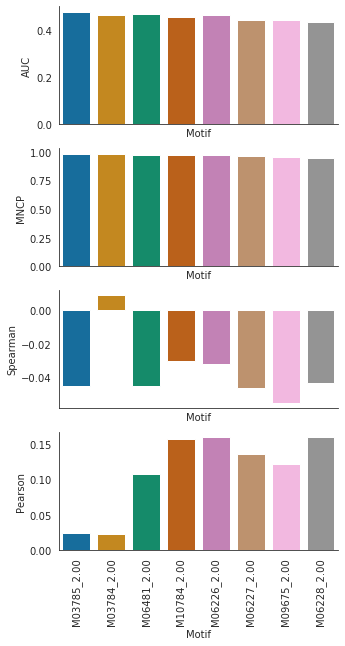 0.4
0.2
0.0
AUC
Motif
1.00
0.75
0.50
0.25
0.00
MNCP
Motif
0.00
−0.02
−0.04
Spearman
Motif
0.15
0.10
0.05
0.00
Pearson
M03785_2.00
M03784_2.00
M06481_2.00
M10784_2.00
M06226_2.00
M06227_2.00
M09675_2.00
M06228_2.00
Motif